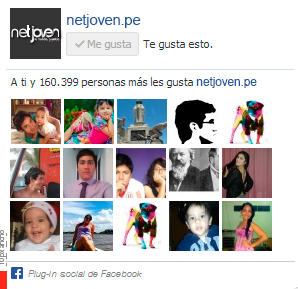 netjoven
netjoven.pe
Me gusta
Te gusta esto.
A ti y 160.399 personas más les gusta netjoven.pe
Plug-in social de Facebook